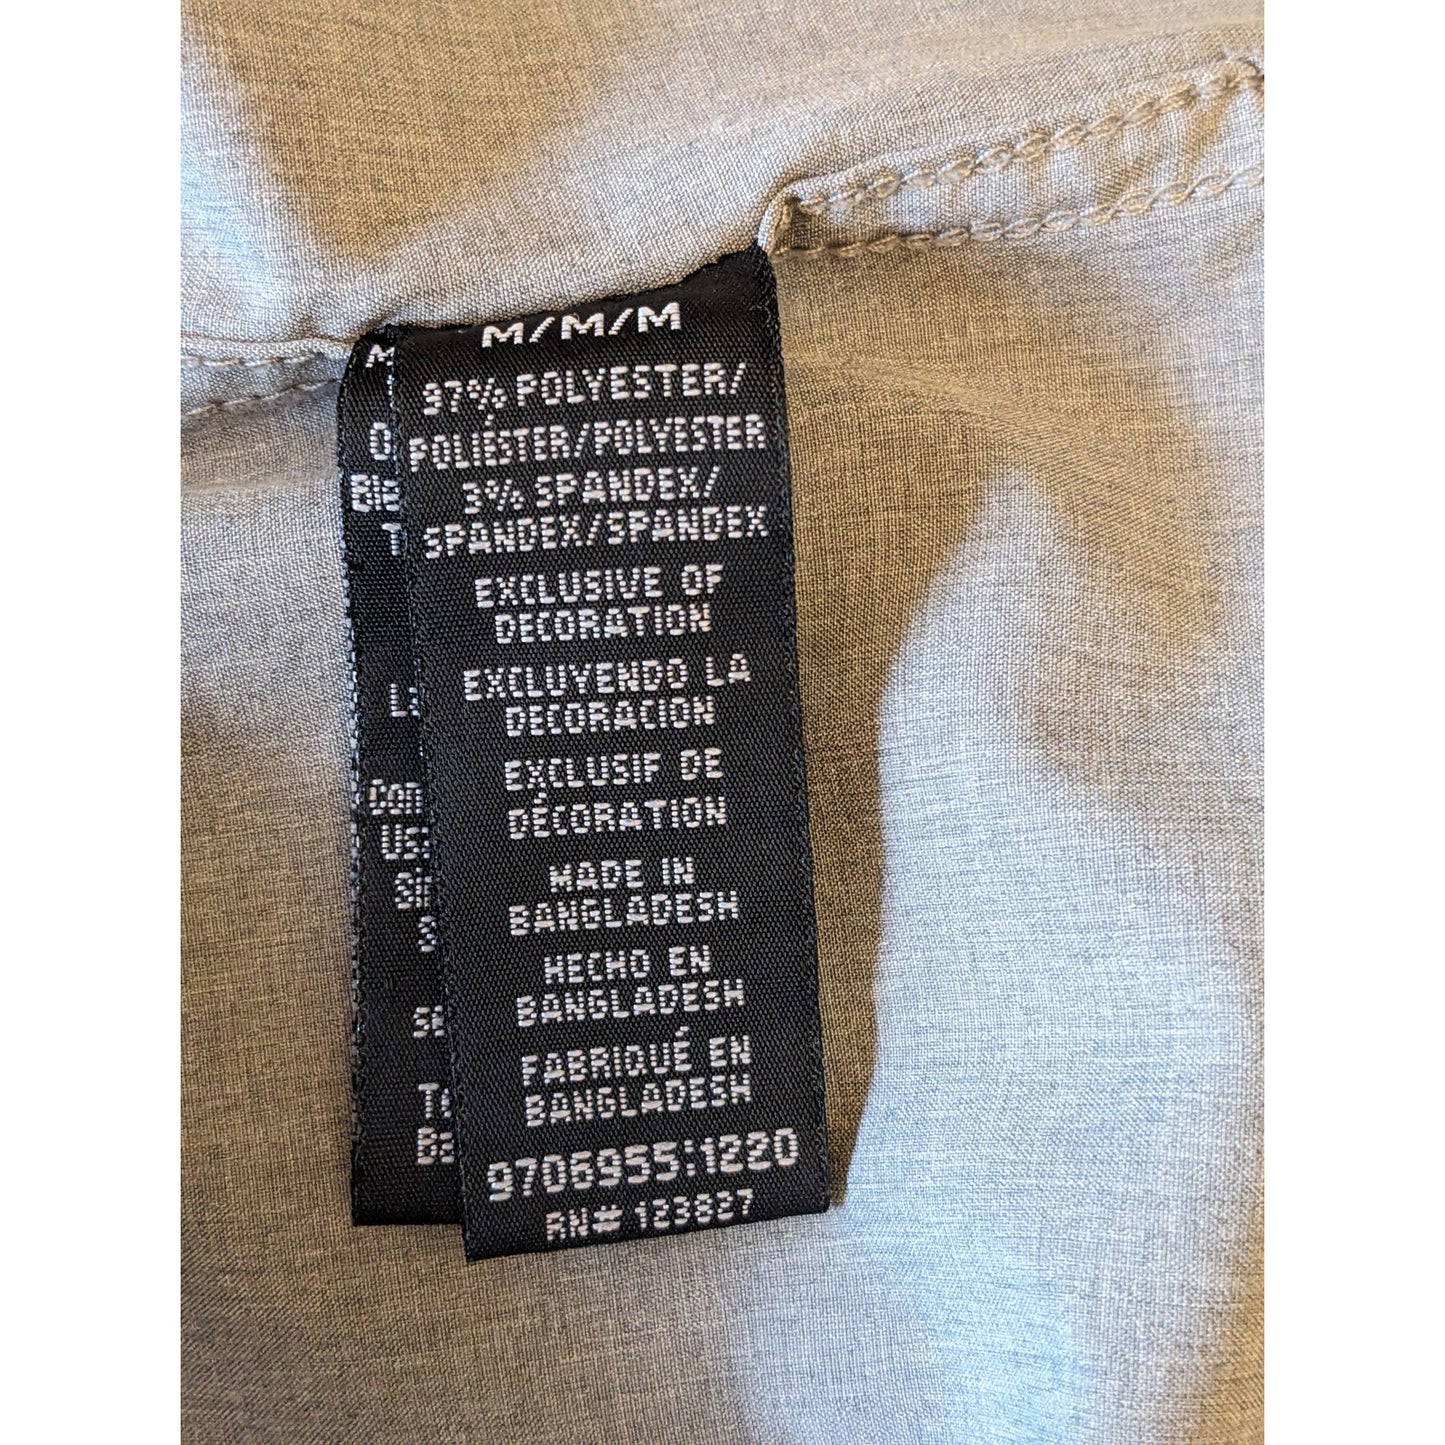 M/M/M
97% POLYESTER/
POLIESTER/POLYESTER
3% SPANDEX/
SPANDEX/SPANDEX
EXCLUSIVE OF
DECORATION
EXCLUYENDO LA
DECORACION
EXCLUSIF DE
DÉCORATION
MADE IN
BANGLADESH
HECHO EN
BANGLADESH
FABRIQUÉ EN
BANGLADESH
9706955:1220
RN# 123827